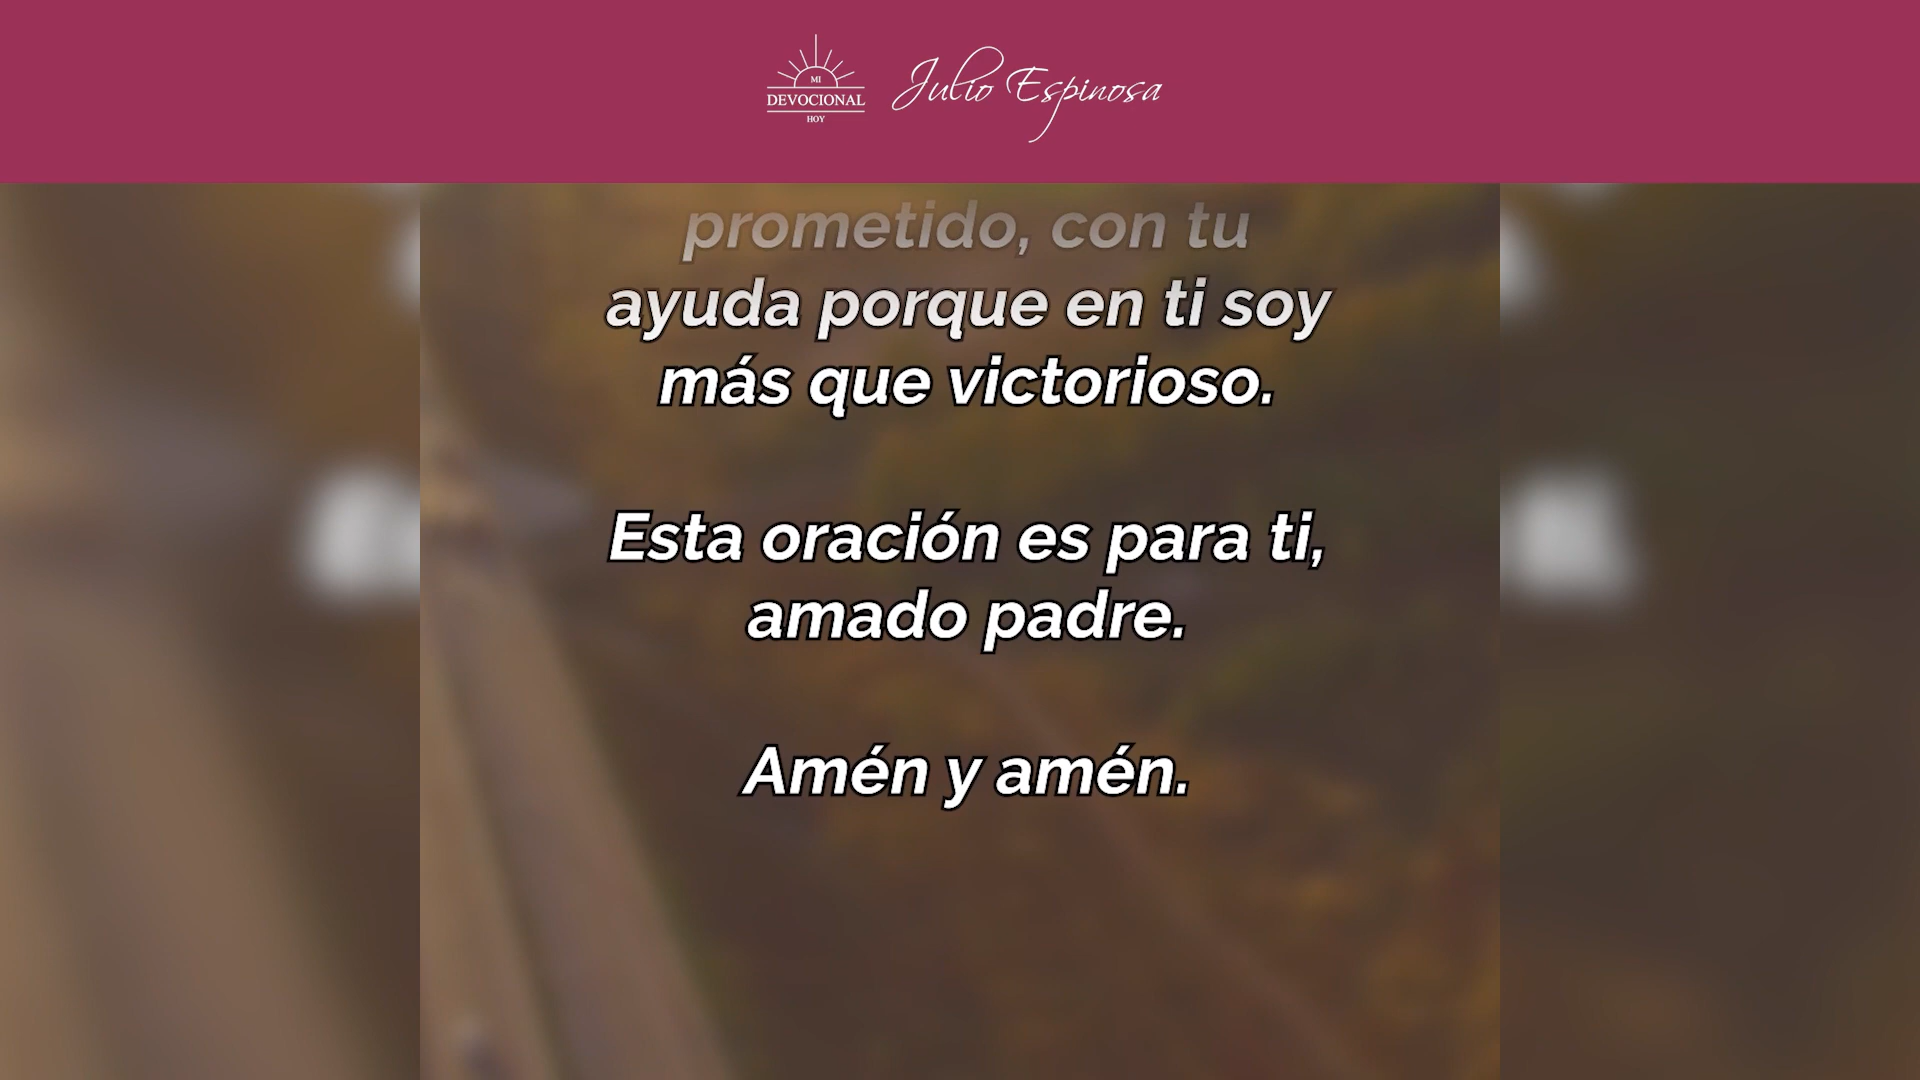 MI
DEVOCIONAL
HOY
Julio Espinosa
prometido, con tu
ayuda porque en ti soy
más que victorioso.
Esta oración es para ti,
amado padre.
Amén y amén.